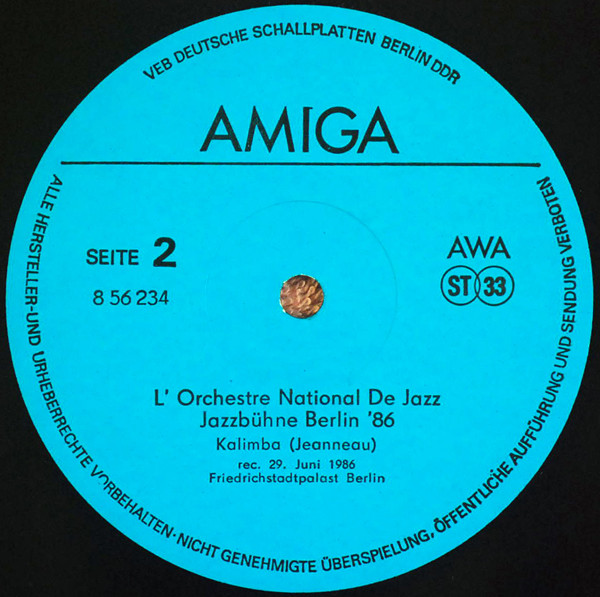 VEB DEUTSCHE SCHALLPLATTEN BERLIN DDR
AMIGA
SEITE 2
8 56 234
AWA
ST 33
L' Orchestre National De Jazz
Jazzbühne Berlin '86
Kalimba (Jeanneau)
rec. 29. Juni 1986
Friedrichstadtpalast Berlin
ALLE HERSTELLER-UND URHEBERRECHTE VORBEHALTEN·NICHT GENEHMIGTE ÜBERSPIELUNG, ÖFFENTLICHE AUFFÜHRUNG UND SENDUNG VERBOTEN